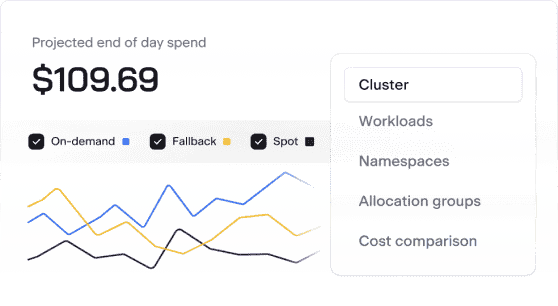 Projected end of day spend
$109.69
On-demand
Fallback
Spot
Cluster
Workloads
Namespaces
Allocation groups
Cost comparison